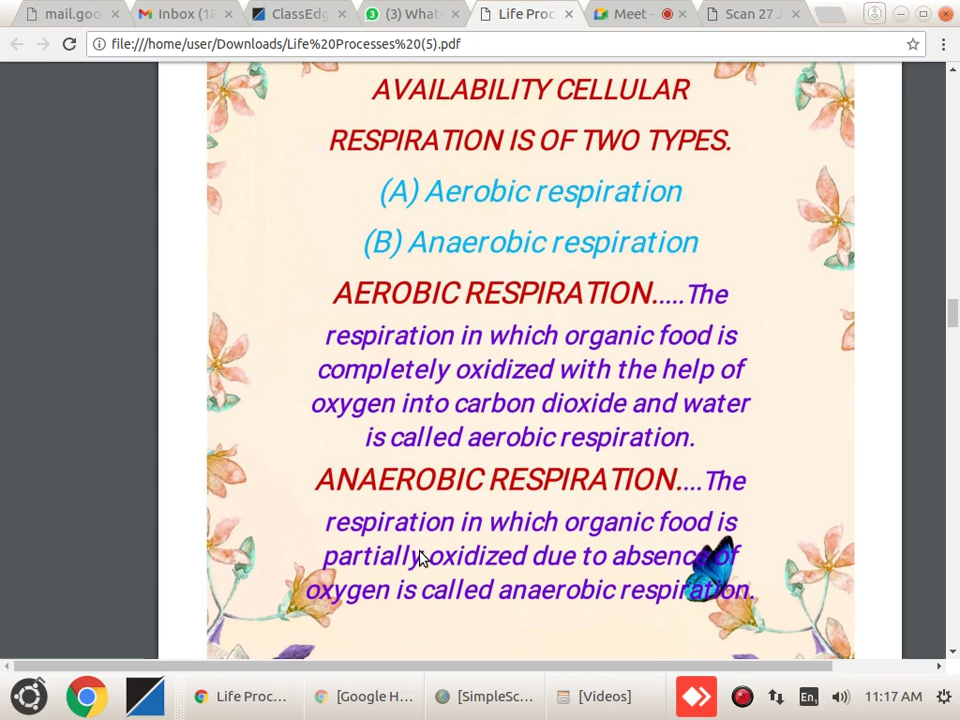 mail.goo
Inbox (18
ClassEdg
(3) What
Life Proc
Meet -
Scan 27 J
file:///home/user/Downloads/Life%20Processes%20(5).pdf
AVAILABILITY CELLULAR
RESPIRATION IS OF TWO TYPES.
(A) Aerobic respiration
(B) Anaerobic respiration
AEROBIC RESPIRATION.....The
respiration in which organic food is
completely oxidized with the help of
oxygen into carbon dioxide and water
is called aerobic respiration.
ANAEROBIC RESPIRATION....The
respiration in which organic food is
partially oxidized due to absence of
oxygen is called anaerobic respiration.
Life Proc...
[Google H...
[SimpleSc...
[Videos]
En1
11:17 AM